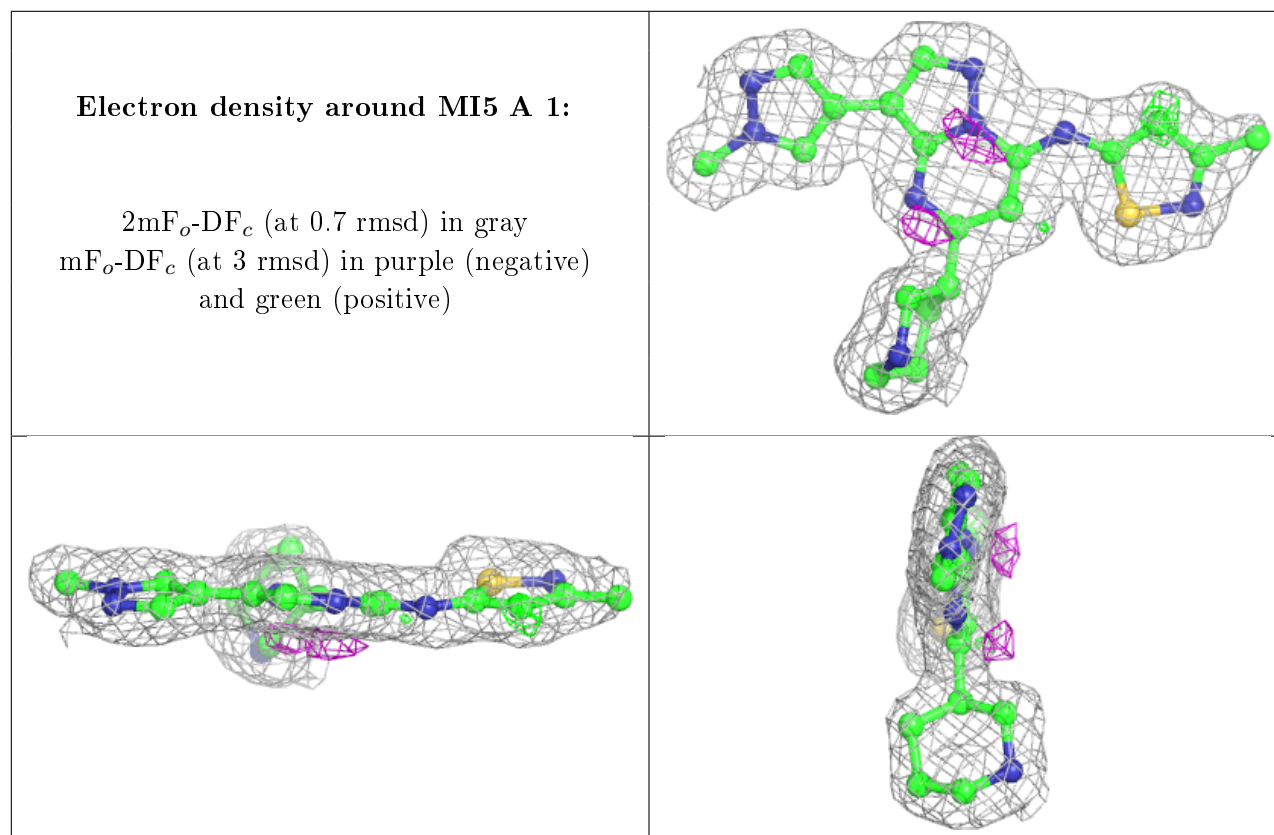 Electron density around MI5 A 1:
2mFₒ-DF𝒸 (at 0.7 rmsd) in gray
mFₒ-DF𝒸 (at 3 rmsd) in purple (negative)
and green (positive)